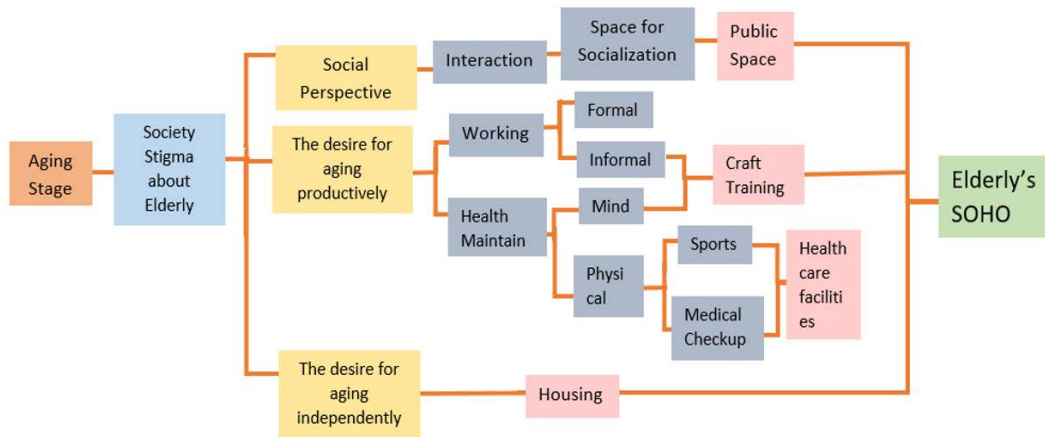 Aging
Stage
Society
Stigma
about
Elderly
Social
Perspective
Interaction
Space for
Socialization
Public
Space
The desire for
aging
productively
Working
Formal
Informal
Health
Maintain
Mind
Craft
Training
Physi
cal
Sports
Medical
Checkup
Health
care
faciliti
es
The desire for
aging
independently
Housing
Elderly’s
SOHO